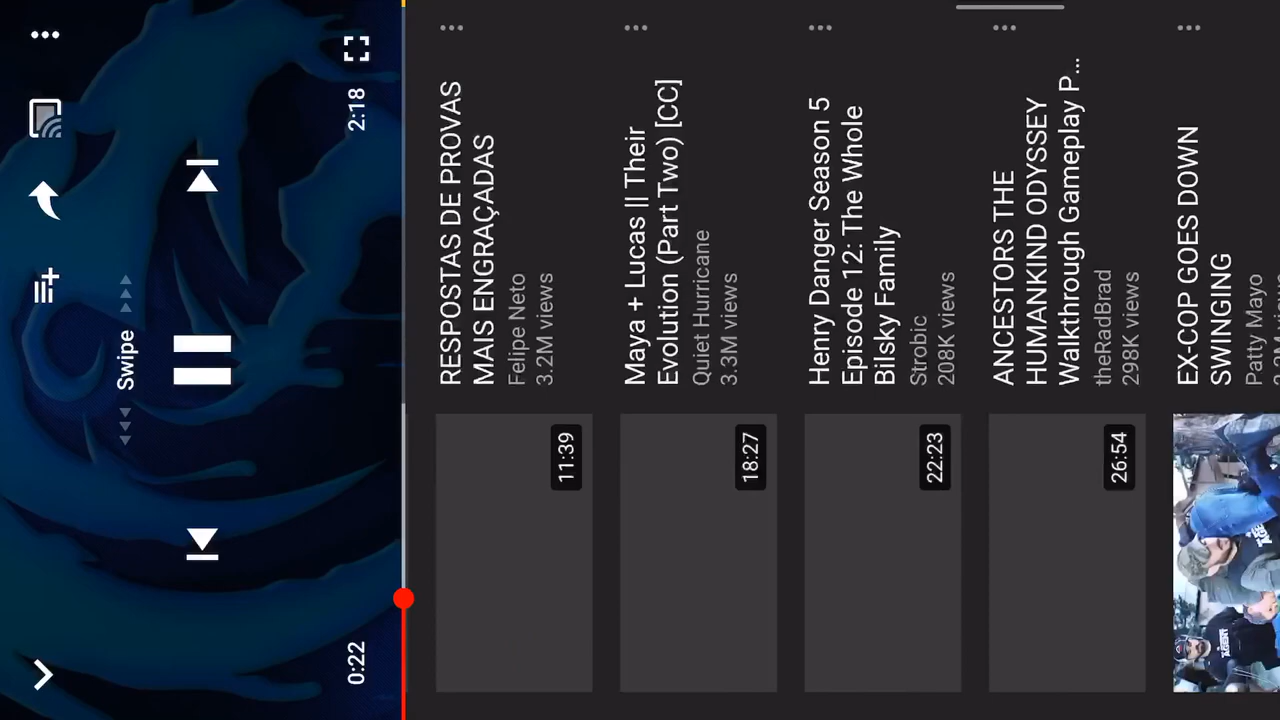 Swipe
0:22
2:18
11:39
RESPOSTAS DE PROVAS
MAIS ENGRAÇADAS
Felipe Neto
3.2M views
18:27
Maya + Lucas || Their
Evolution (Part Two) [CC]
Quiet Hurricane
3.3M views
22:23
Henry Danger Season 5
Episode 12: The Whole
Bilsky Family
Strobic
208K views
26:54
ANCESTORS THE
HUMANKIND ODYSSEY
Walkthrough Gameplay P...
theRadBrad
298K views
EX-COP GOES DOWN
SWINGING
Patty Mayo